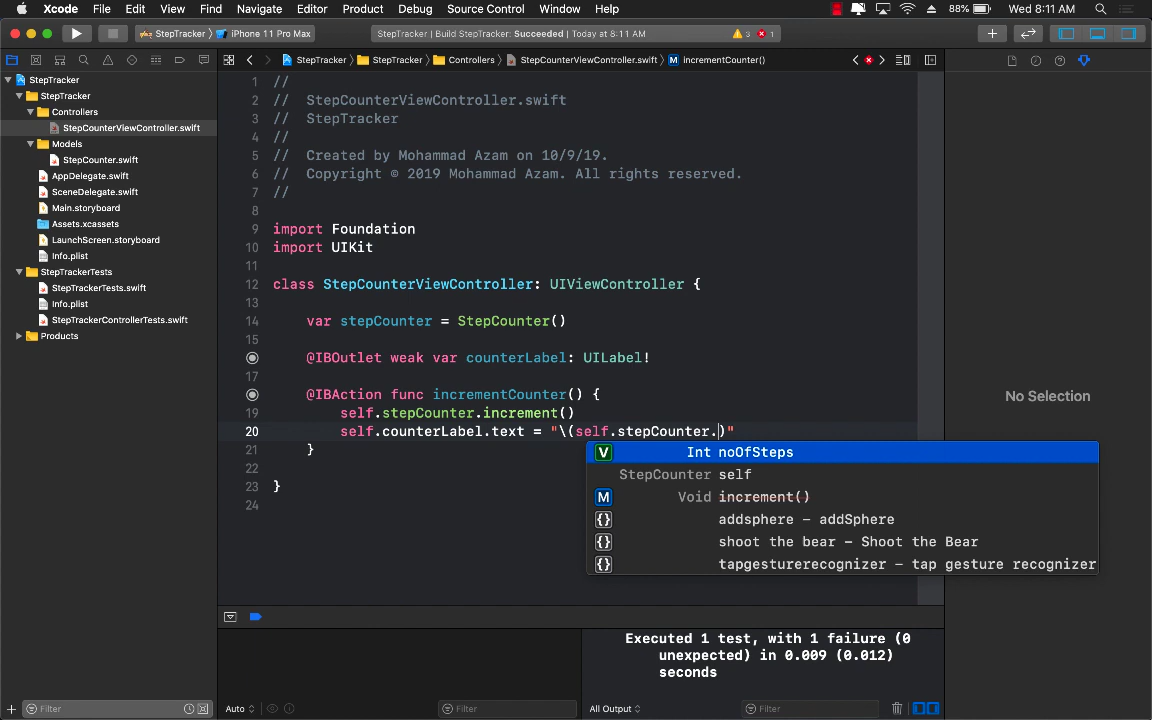 Xcode File Edit View Find Navigate Editor Product Debug Source Control Window Help 88% Wed 8:11 AM
StepTracker iPhone 11 Pro Max StepTracker | Build StepTracker: Succeeded | Today at 8:11 AM 3 1
StepTracker StepTracker Controllers StepCounterViewController.swift M incrementCounter()
StepTracker
StepTracker
Controllers
StepCounterViewController.swift
Models
StepCounter.swift
AppDelegate.swift
SceneDelegate.swift
Main.storyboard
Assets.xcassets
LaunchScreen.storyboard
Info.plist
StepTrackerTests
StepTrackerTests.swift
Info.plist
StepTrackerControllerTests.swift
Products
Filter
1 //
2 // StepCounterViewController.swift
3 // StepTracker
4 //
5 // Created by Mohammad Azam on 10/9/19.
6 // Copyright © 2019 Mohammad Azam. All rights reserved.
7 //
8
9 import Foundation
10 import UIKit
11
12 class StepCounterViewController: UIViewController {
13
14 var stepCounter = StepCounter()
15
@IBOutlet weak var counterLabel: UILabel!
17
@IBAction func incrementCounter() {
19 self.stepCounter.increment()
20 self.counterLabel.text = "\(self.stepCounter.)"
21 }
22
23 }
24
V Int noOfSteps
StepCounter self
M Void increment()
{} addsphere – addSphere
{} shoot the bear – Shoot the Bear
{} tapgesturerecognizer – tap gesture recognizer
No Selection
Executed 1 test, with 1 failure (0
unexpected) in 0.009 (0.012)
seconds
Auto Filter All Output Filter